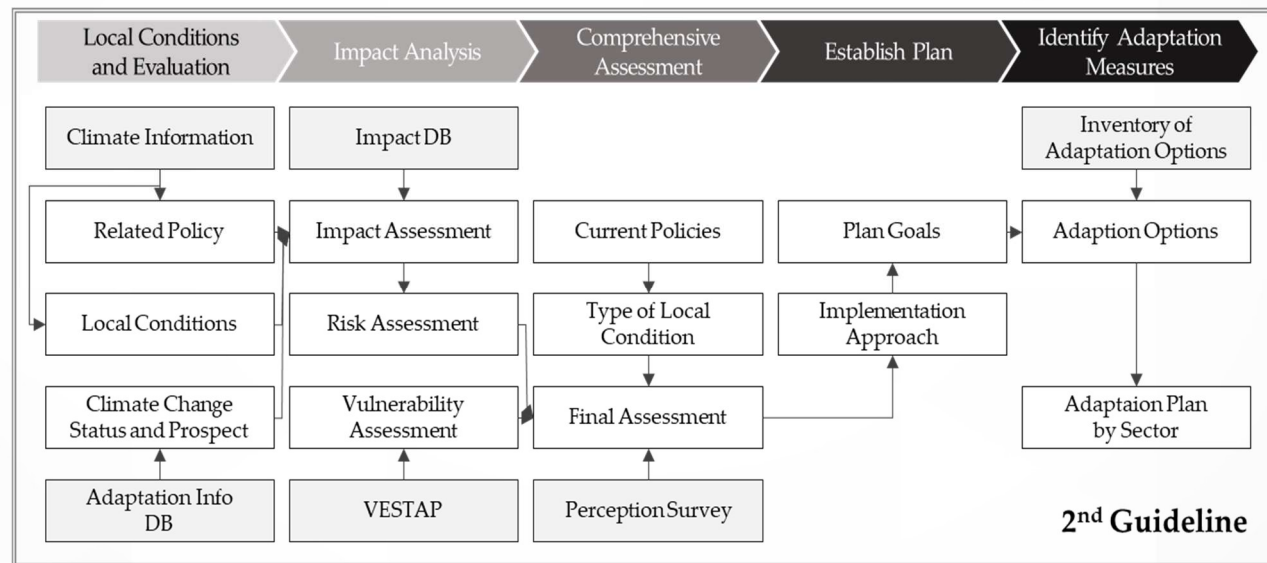 Local Conditions
and Evaluation
Impact Analysis
Comprehensive
Assessment
Establish Plan
Identify Adaptation
Measures
Climate Information
Impact DB
Inventory of
Adaptation Options
Related Policy
Impact Assessment
Current Policies
Plan Goals
Adaption Options
Local Conditions
Risk Assessment
Type of Local
Condition
Implementation
Approach
Climate Change
Status and Prospect
Vulnerability
Assessment
Final Assessment
Adaptaion Plan
by Sector
Adaptation Info
DB
VESTAP
Perception Survey
2nd Guideline